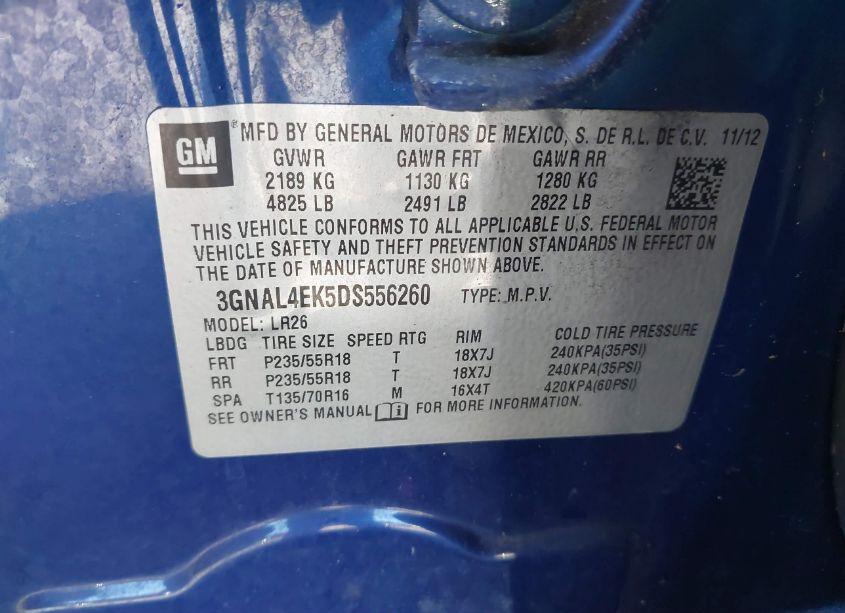 GM ® MFD BY GENERAL MOTORS DE MEXICO, S. DE R.L. DE C.V. 11/12
GVWR GAWR FRT GAWR RR
2189 KG 1130 KG 1280 KG
4825 LB 2491 LB 2822 LB
THIS VEHICLE CONFORMS TO ALL APPLICABLE U.S. FEDERAL MOTOR
VEHICLE SAFETY AND THEFT PREVENTION STANDARDS IN EFFECT ON
THE DATE OF MANUFACTURE SHOWN ABOVE.
3GNAL4EK5DS556260 TYPE: M.P.V.
MODEL: LR26
LBDG TIRE SIZE SPEED RTG RIM COLD TIRE PRESSURE
FRT P235/55R18 T 18X7J 240KPA(35PSI)
RR P235/55R18 T 18X7J 240KPA(35PSI)
SPA T135/70R16 M 16X4T 420KPA(60PSI)
SEE OWNER'S MANUAL i FOR MORE INFORMATION.